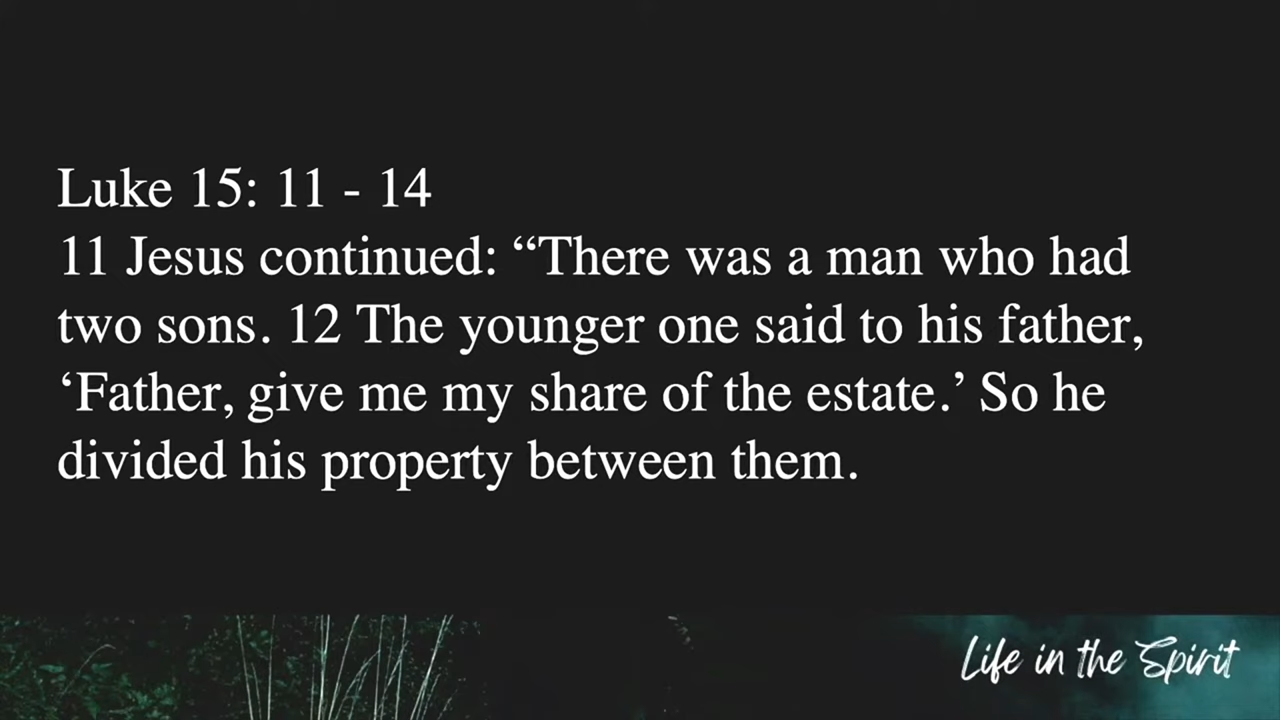 Luke 15: 11 - 14
11 Jesus continued: “There was a man who had
two sons. 12 The younger one said to his father,
‘Father, give me my share of the estate.’ So he
divided his property between them.
Life in the Spirit